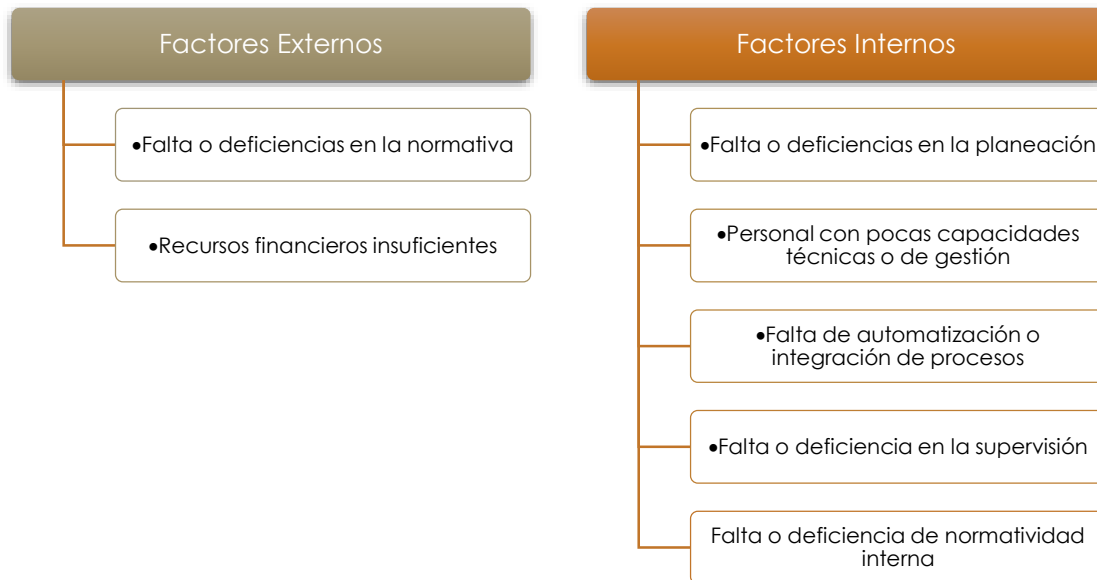 Factores Externos
•Falta o deficiencias en la normativa
•Recursos financieros insuficientes
Factores Internos
•Falta o deficiencias en la planeación
•Personal con pocas capacidades
técnicas o de gestión
•Falta de automatización o
integración de procesos
•Falta o deficiencia en la supervisión
Falta o deficiencia de normatividad
interna